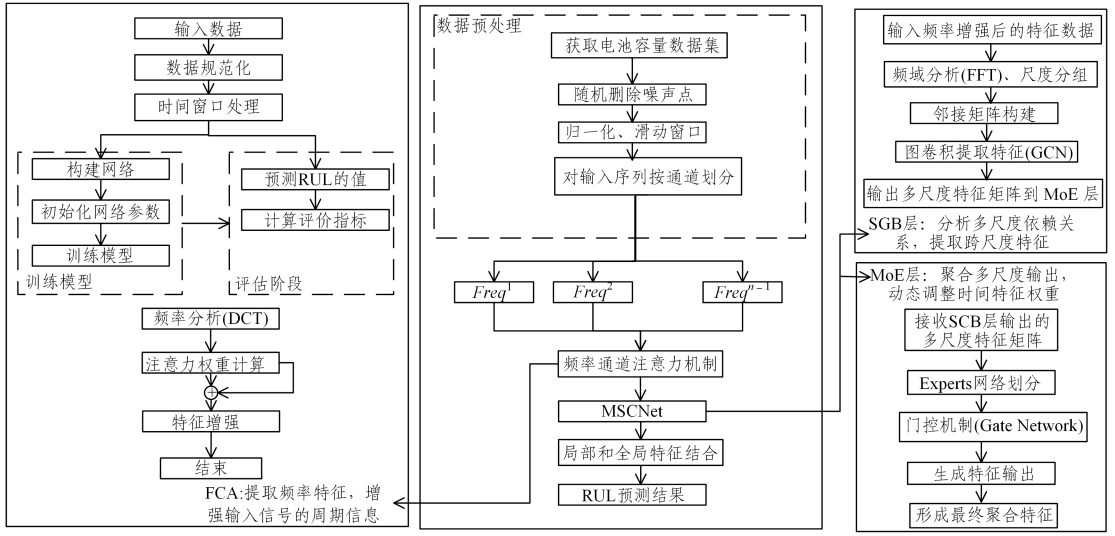 输入数据
数据规范化
时间窗口处理
构建网络
初始化网络参数
训练模型
训练模型
预测RUL的值
计算评价指标
评估阶段
频率分析(DCT)
注意力权重计算
特征增强
结束
FCA:提取频率特征，增
强输入信号的周期信息
数据预处理
获取电池容量数据集
随机删除噪声点
归一化、滑动窗口
对输入序列按通道划分
Freq¹
Freq²
Freqⁿ⁻¹
频率通道注意力机制
MSCNet
局部和全局特征结合
RUL预测结果
输入频率增强后的特征数据
频域分析(FFT)、尺度分组
邻接矩阵构建
图卷积提取特征(GCN)
输出多尺度特征矩阵到 MoE 层
SGB层：分析多尺度依赖关
系，提取跨尺度特征
MoE层：聚合多尺度输出，
动态调整时间特征权重
接收SCB层输出的
多尺度特征矩阵
Experts网络划分
门控机制(Gate Network)
生成特征输出
形成最终聚合特征